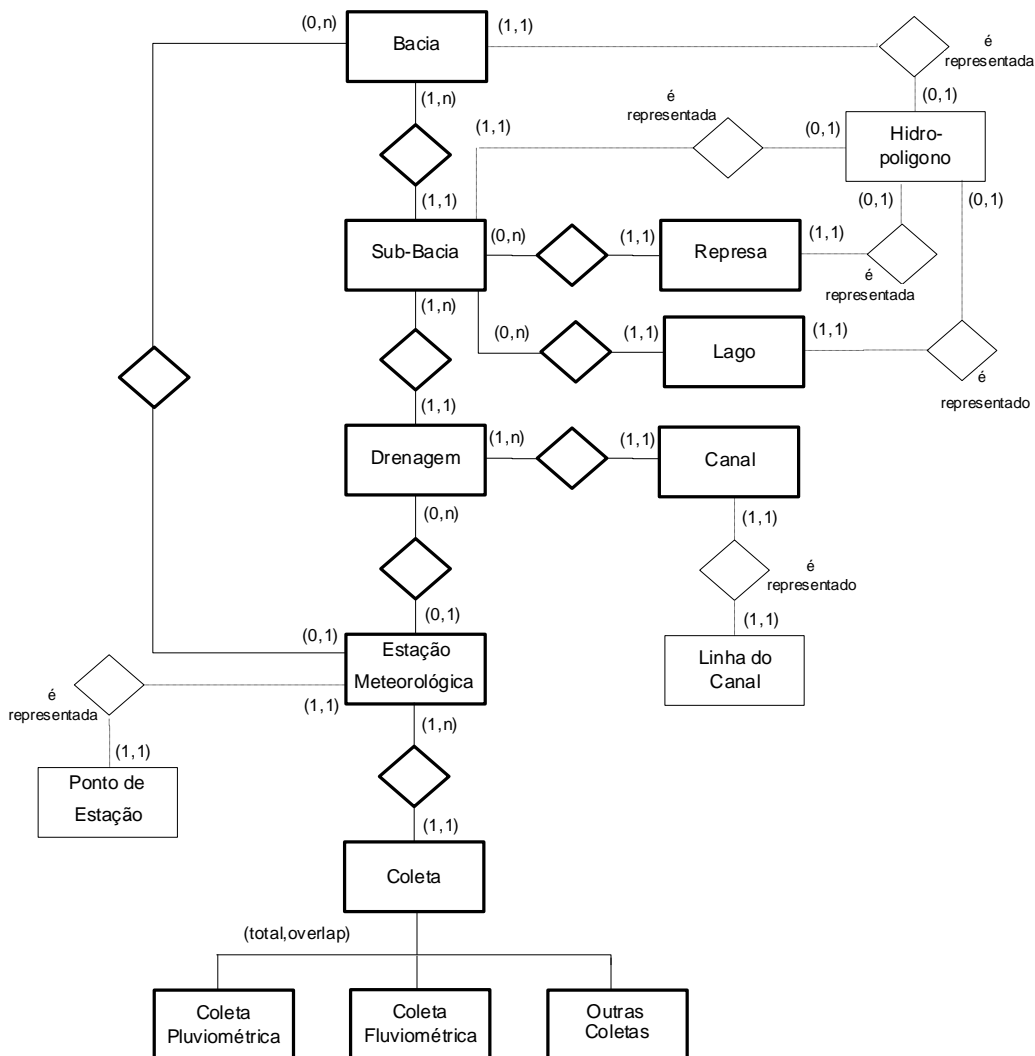 (0,n)
Bacia
(1,1)
é
representada
(1,n)
(0,1)
é
representada
(1,1)
(0,1)
Hidro-
poligono
(1,1)
(0,1)
(0,1)
Sub-Bacia
(0,n)
(1,1)
Represa
(1,1)
é
representada
(1,n)
(0,n)
(1,1)
Lago
(1,1)
é
representado
(1,1)
Drenagem
(1,n)
(1,1)
Canal
(0,n)
(1,1)
é
representado
(0,1)
(1,1)
(0,1)
Estação
Meteorológica
Linha do
Canal
é
representada
(1,1)
(1,n)
(1,1)
Ponto de
Estação
(1,1)
Coleta
(total,overlap)
Coleta
Pluviométrica
Coleta
Fluviométrica
Outras
Coletas